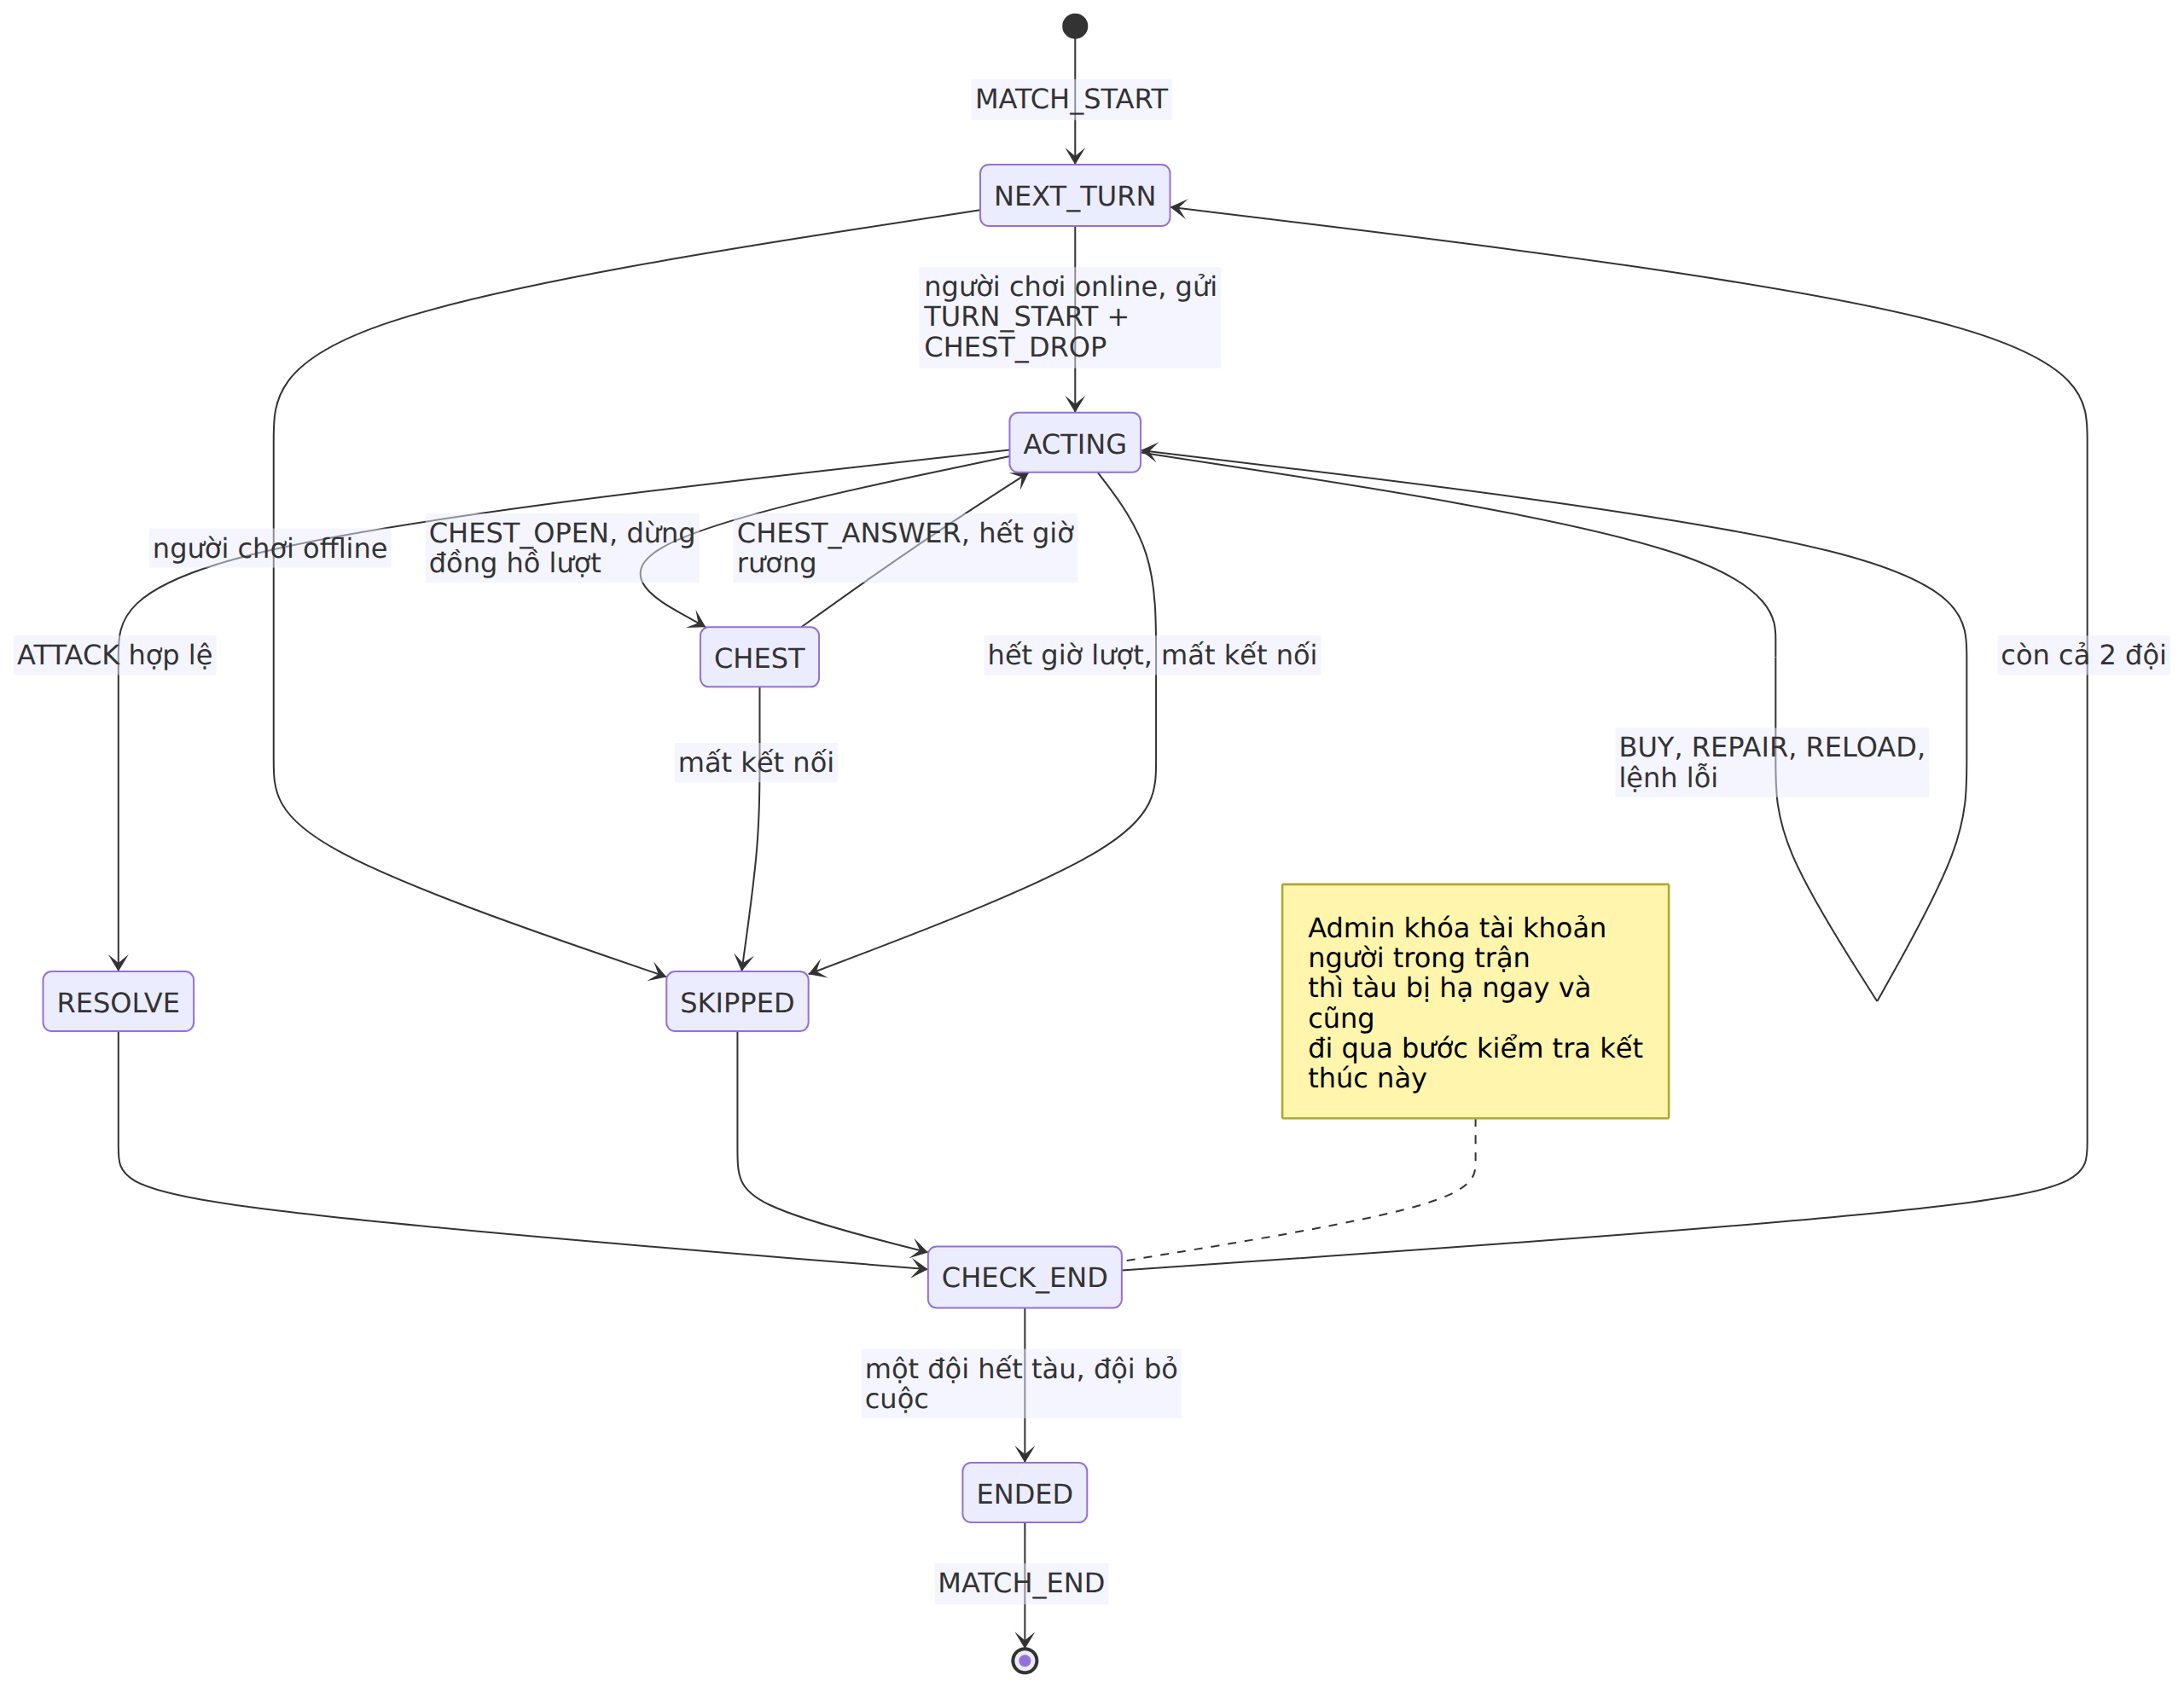 MATCH_START
NEXT_TURN
người chơi online, gửi
TURN_START +
CHEST_DROP
ACTING
người chơi offline
CHEST_OPEN, dừng
đồng hồ lượt
CHEST_ANSWER, hết giờ
rương
ATTACK hợp lệ
CHEST
hết giờ lượt, mất kết nối
còn cả 2 đội
mất kết nối
BUY, REPAIR, RELOAD,
lệnh lỗi
RESOLVE
SKIPPED
Admin khóa tài khoản
người trong trận
thì tàu bị hạ ngay và
cũng
đi qua bước kiểm tra kết
thúc này
CHECK_END
một đội hết tàu, đội bỏ
cuộc
ENDED
MATCH_END